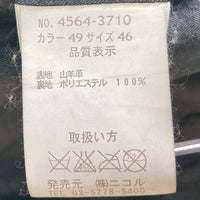 NO. 4564-3710
カラー 49 サイズ 46
品質表示
表地 山羊革
裏地 ポリエステル 100%
取扱い方
発売元 ㈱ニコル
TEL 03-5778-5400